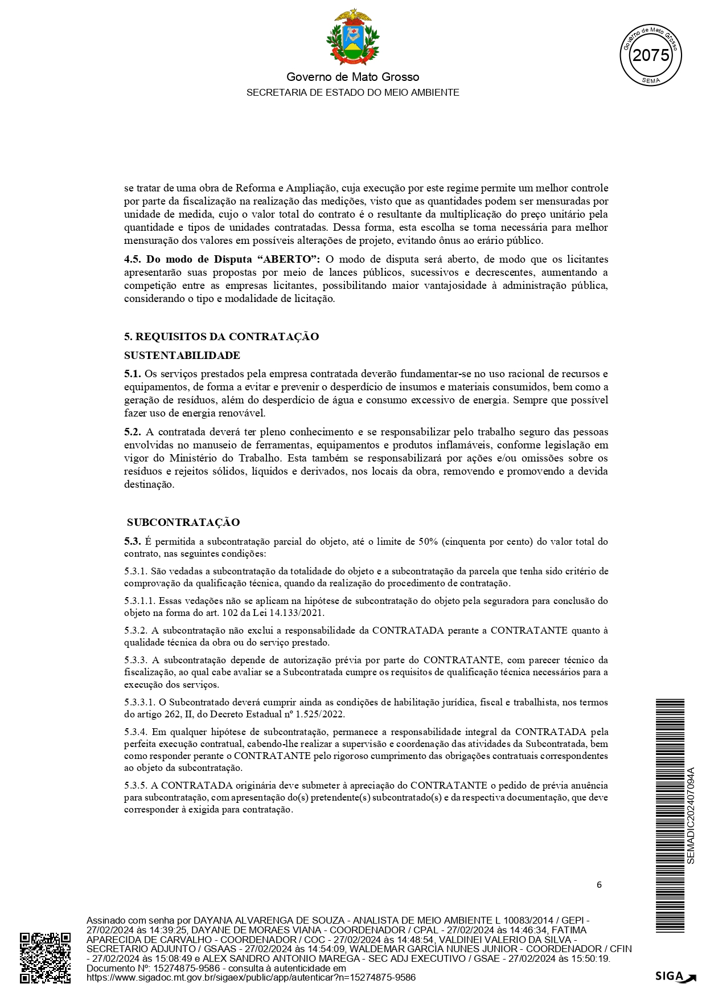 Governo de Mato Grosso
SECRETARIA DE ESTADO DO MEIO AMBIENTE
Governo de Mato Grosso
2075
SEMA
se tratar de uma obra de Reforma e Ampliação, cuja execução por este regime permite um melhor controle
por parte da fiscalização na realização das medições, visto que as quantidades podem ser mensuradas por
unidade de medida, cujo o valor total do contrato é o resultante da multiplicação do preço unitário pela
quantidade e tipos de unidades contratadas. Dessa forma, esta escolha se torna necessária para melhor
mensuração dos valores em possíveis alterações de projeto, evitando ônus ao erário público.
4.5. Do modo de Disputa “ABERTO”: O modo de disputa será aberto, de modo que os licitantes
apresentarão suas propostas por meio de lances públicos, sucessivos e decrescentes, aumentando a
competição entre as empresas licitantes, possibilitando maior vantajosidade à administração pública,
considerando o tipo e modalidade de licitação.
5. REQUISITOS DA CONTRATAÇÃO
SUSTENTABILIDADE
5.1. Os serviços prestados pela empresa contratada deverão fundamentar-se no uso racional de recursos e
equipamentos, de forma a evitar e prevenir o desperdício de insumos e materiais consumidos, bem como a
geração de resíduos, além do desperdício de água e consumo excessivo de energia. Sempre que possível
fazer uso de energia renovável.
5.2. A contratada deverá ter pleno conhecimento e se responsabilizar pelo trabalho seguro das pessoas
envolvidas no manuseio de ferramentas, equipamentos e produtos inflamáveis, conforme legislação em
vigor do Ministério do Trabalho. Esta também se responsabilizará por ações e/ou omissões sobre os
resíduos e rejeitos sólidos, líquidos e derivados, nos locais da obra, removendo e promovendo a devida
destinação.
SUBCONTRATAÇÃO
5.3. É permitida a subcontratação parcial do objeto, até o limite de 50% (cinquenta por cento) do valor total do
contrato, nas seguintes condições:
5.3.1. São vedadas a subcontratação da totalidade do objeto e a subcontratação da parcela que tenha sido critério de
comprovação da qualificação técnica, quando da realização do procedimento de contratação.
5.3.1.1. Essas vedações não se aplicam na hipótese de subcontratação do objeto pela seguradora para conclusão do
objeto na forma do art. 102 da Lei 14.133/2021.
5.3.2. A subcontratação não exclui a responsabilidade da CONTRATADA perante a CONTRATANTE quanto à
qualidade técnica da obra ou do serviço prestado.
5.3.3. A subcontratação depende de autorização prévia por parte do CONTRATANTE, com parecer técnico da
fiscalização, ao qual cabe avaliar se a Subcontratada cumpre os requisitos de qualificação técnica necessários para a
execução dos serviços.
5.3.3.1. O Subcontratado deverá cumprir ainda as condições de habilitação jurídica, fiscal e trabalhista, nos termos
do artigo 262, II, do Decreto Estadual nº 1.525/2022.
5.3.4. Em qualquer hipótese de subcontratação, permanece a responsabilidade integral da CONTRATADA pela
perfeita execução contratual, cabendo-lhe realizar a supervisão e coordenação das atividades da Subcontratada, bem
como responder perante o CONTRATANTE pelo rigoroso cumprimento das obrigações contratuais correspondentes
ao objeto da subcontratação.
5.3.5. A CONTRATADA originária deve submeter à apreciação do CONTRATANTE o pedido de prévia anuência
para subcontratação, com apresentação do(s) pretendente(s) subcontratado(s) e da respectiva documentação, que deve
corresponder à exigida para contratação.
SEMADIC202407094A
6
Assinado com senha por DAYANA ALVARENGA DE SOUZA - ANALISTA DE MEIO AMBIENTE L 10083/2014 / GEPI -
27/02/2024 às 14:39:25, DAYANE DE MORAES VIANA - COORDENADOR / CPAL - 27/02/2024 às 14:46:34, FATIMA
APARECIDA DE CARVALHO - COORDENADOR / COC - 27/02/2024 às 14:48:54, VALDINEI VALERIO DA SILVA -
SECRETARIO ADJUNTO / GSAAS - 27/02/2024 às 14:54:09, WALDEMAR GARCIA NUNES JUNIOR - COORDENADOR / CFIN
- 27/02/2024 às 15:08:49 e ALEX SANDRO ANTONIO MAREGA - SEC ADJ EXECUTIVO / GSAE - 27/02/2024 às 15:50:19.
Documento Nº: 15274875-9586 - consulta à autenticidade em
https://www.sigadoc.mt.gov.br/sigaex/public/app/autenticar?n=15274875-9586
SIGA